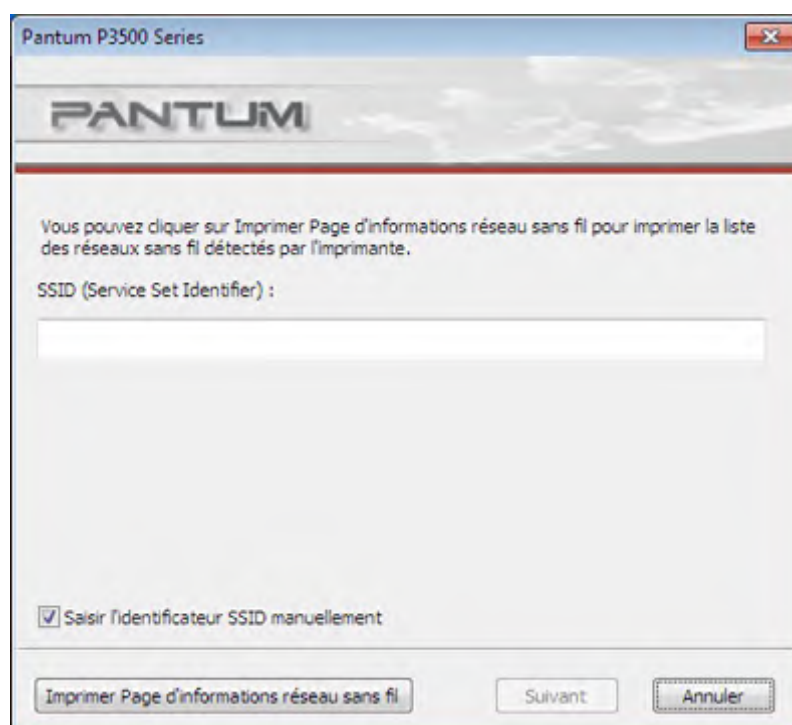 Pantum P3500 Series
PANTUM
Vous pouvez cliquer sur Imprimer Page d'informations réseau sans fil pour imprimer la liste
des réseaux sans fil détectés par l'imprimante.
SSID (Service Set Identifier) :
Saisir l'identificateur SSID manuellement
Imprimer Page d'informations réseau sans fil
Suivant
Annuler